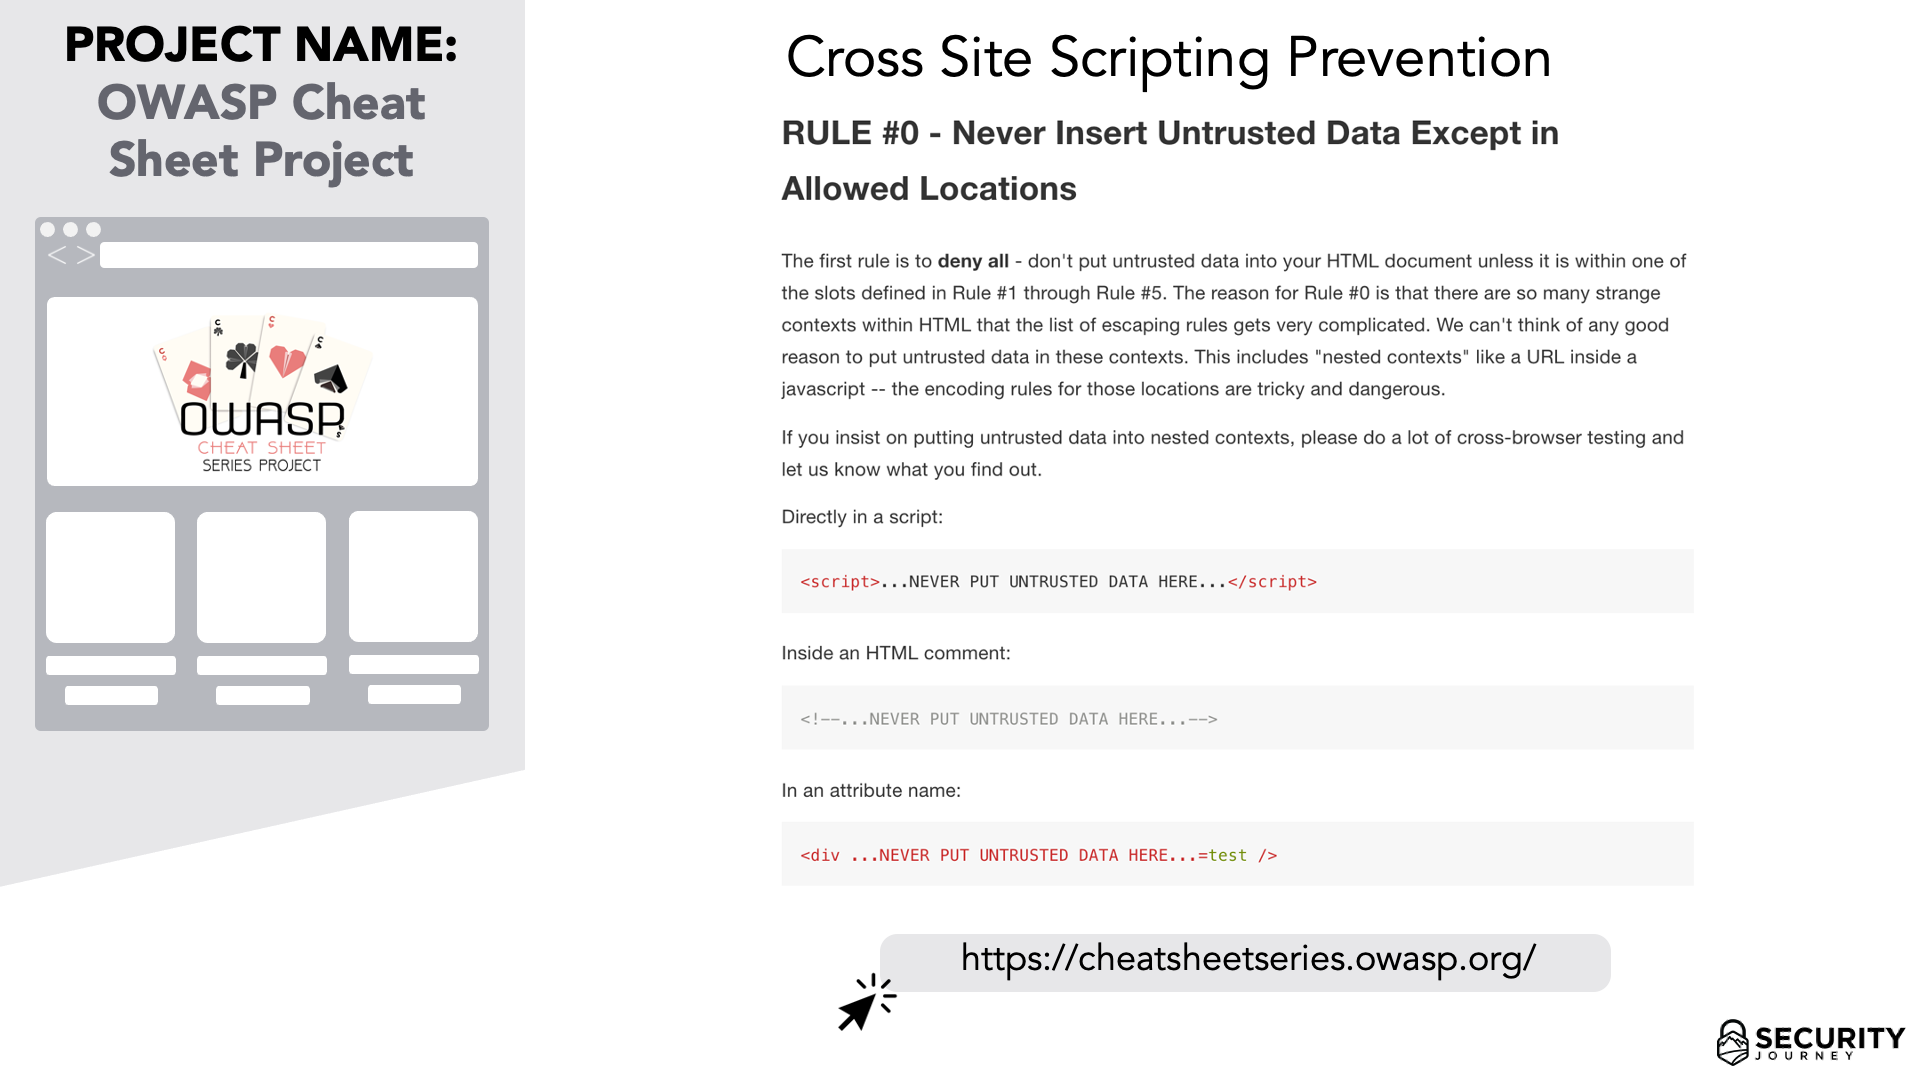 PROJECT NAME:
OWASP Cheat
Sheet Project
< >
C
C
C
C
OWASP
CHEAT SHEET
SERIES PROJECT
Cross Site Scripting Prevention
RULE #0 - Never Insert Untrusted Data Except in
Allowed Locations
The first rule is to deny all - don't put untrusted data into your HTML document unless it is within one of
the slots defined in Rule #1 through Rule #5. The reason for Rule #0 is that there are so many strange
contexts within HTML that the list of escaping rules gets very complicated. We can't think of any good
reason to put untrusted data in these contexts. This includes "nested contexts" like a URL inside a
javascript -- the encoding rules for those locations are tricky and dangerous.
If you insist on putting untrusted data into nested contexts, please do a lot of cross-browser testing and
let us know what you find out.
Directly in a script:
<script>...NEVER PUT UNTRUSTED DATA HERE...</script>
Inside an HTML comment:
<!--...NEVER PUT UNTRUSTED DATA HERE...-->
In an attribute name:
<div ...NEVER PUT UNTRUSTED DATA HERE...=test />
https://cheatsheetseries.owasp.org/
SECURITY
JOURNEY